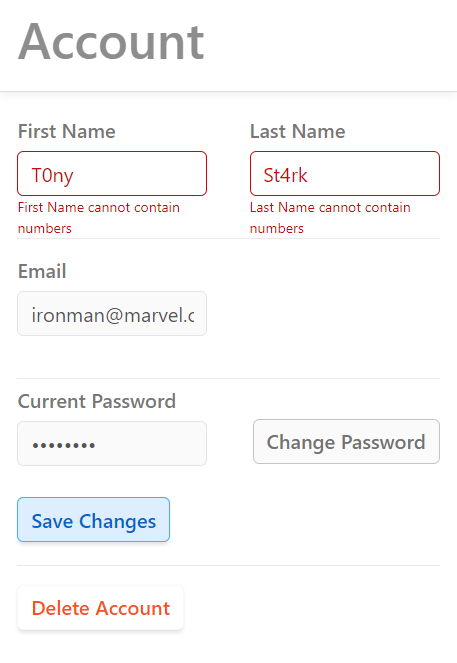 Account
First Name
Last Name
T0ny
St4rk
First Name cannot contain
numbers
Last Name cannot contain
numbers
Email
ironman@marvel.c
Current Password
••••••••
Change Password
Save Changes
Delete Account